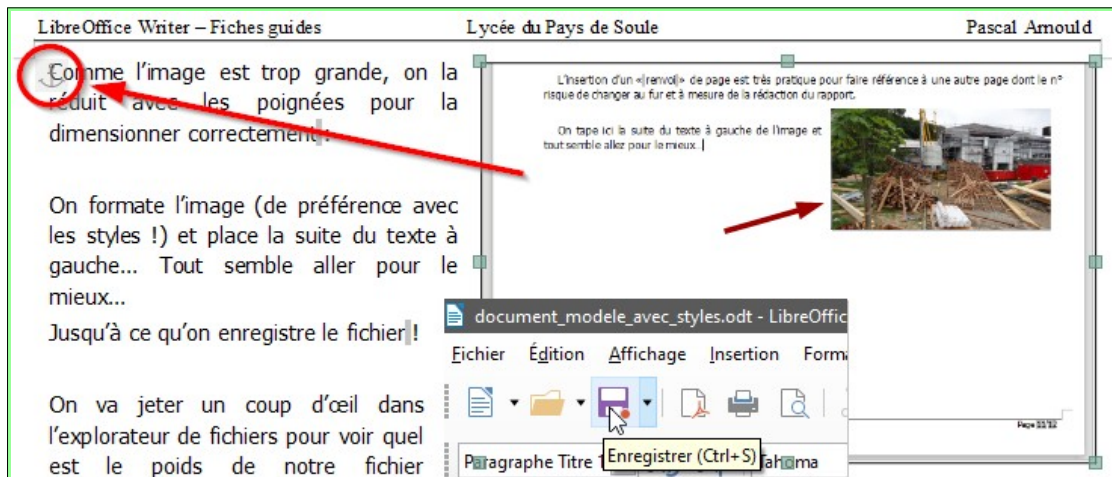 LibreOffice Writer – Fiches guides Lycée du Pays de Soule Pascal Arnould
Comme l'image est trop grande, on la
réduit avec les poignées pour la
dimensionner correctement !
On formate l'image (de préférence avec
les styles !) et place la suite du texte à
gauche... Tout semble aller pour le
mieux...
Jusqu'à ce qu'on enregistre le fichier !
On va jeter un coup d'œil dans
l'explorateur de fichiers pour voir quel
est le poids de notre fichier
L'insertion d'un «|renvoi|» de page est très pratique pour faire référence à une autre page dont le n°
risque de changer au fur et à mesure de la rédaction du rapport.
On tape ici la suite du texte à gauche de l'image et
tout semble allez pour le mieux...
document_modele_avec_styles.odt - LibreOffic
Fichier Édition Affichage Insertion Forma
Enregistrer (Ctrl+S)
Paragraphe Titre 1 Tahoma
Page 11/12